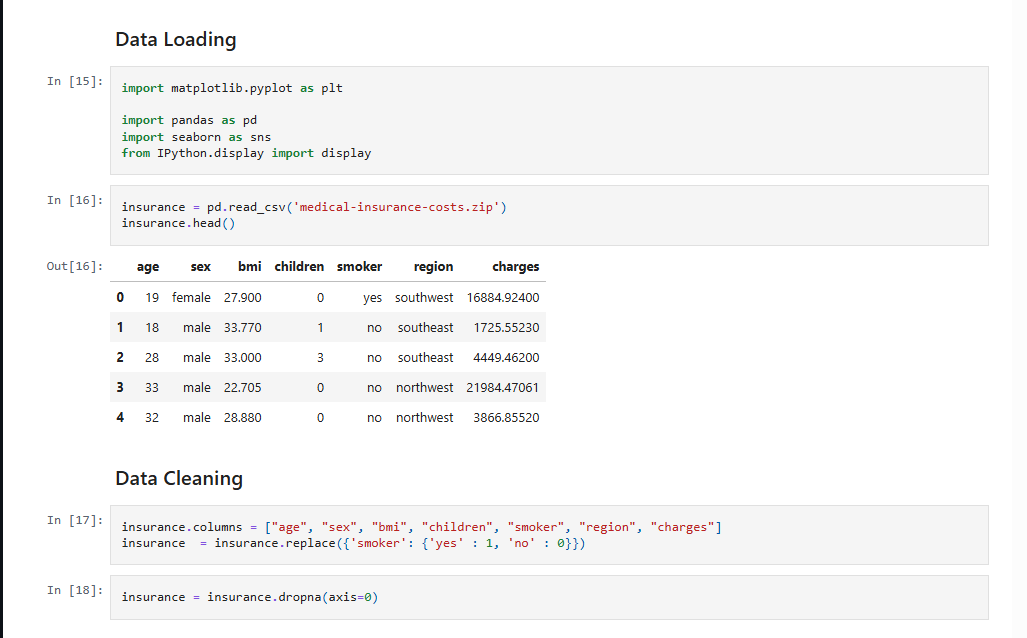 Data Loading
In [15]:
import matplotlib.pyplot as plt
import pandas as pd
import seaborn as sns
from IPython.display import display
In [16]:
insurance = pd.read_csv('medical-insurance-costs.zip')
insurance.head()
Out[16]:
age sex bmi children smoker region charges
0 19 female 27.900 0 yes southwest 16884.92400
1 18 male 33.770 1 no southeast 1725.55230
2 28 male 33.000 3 no southeast 4449.46200
3 33 male 22.705 0 no northwest 21984.47061
4 32 male 28.880 0 no northwest 3866.85520
Data Cleaning
In [17]:
insurance.columns = ["age", "sex", "bmi", "children", "smoker", "region", "charges"]
insurance  = insurance.replace({'smoker': {'yes' : 1, 'no' : 0}})
In [18]:
insurance = insurance.dropna(axis=0)